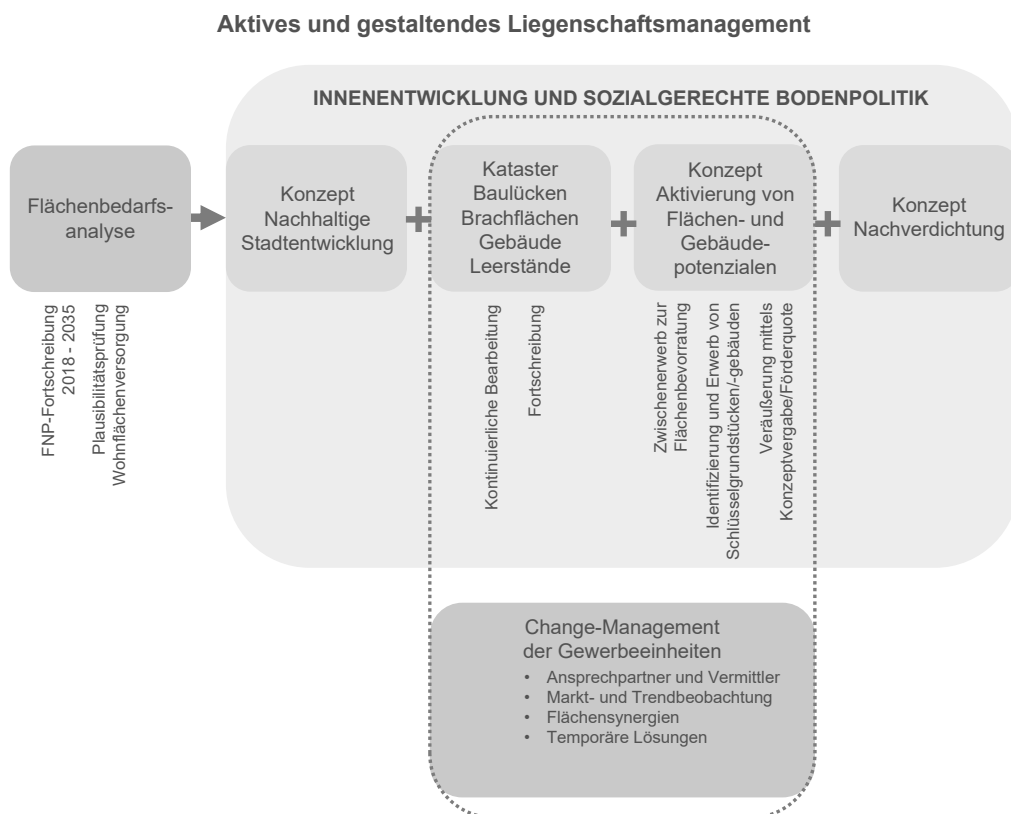 Aktives und gestaltendes Liegenschaftsmanagement
INNENENTWICKLUNG UND SOZIALGERECHTE BODENPOLITIK
Flächenbedarfs-
analyse
Konzept
Nachhaltige
Stadtentwicklung
+
Kataster
Baulücken
Brachflächen
Gebäude
Leerstände
+
Konzept
Aktivierung von
Flächen- und
Gebäude-
potenzialen
+
Konzept
Nachverdichtung
FNP-Fortschreibung
2018 - 2035
Plausibilitätsprüfung
Wohnflächenversorgung
Kontinuierliche Bearbeitung
Fortschreibung
Zwischenerwerb zur
Flächenbevorratung
Identifizierung und Erwerb von
Schlüsselgrundstücken/-gebäuden
Veräußerung mittels
Konzeptvergabe/Förderquote
Change-Management
der Gewerbeeinheiten
• Ansprechpartner und Vermittler
• Markt- und Trendbeobachtung
• Flächensynergien
• Temporäre Lösungen